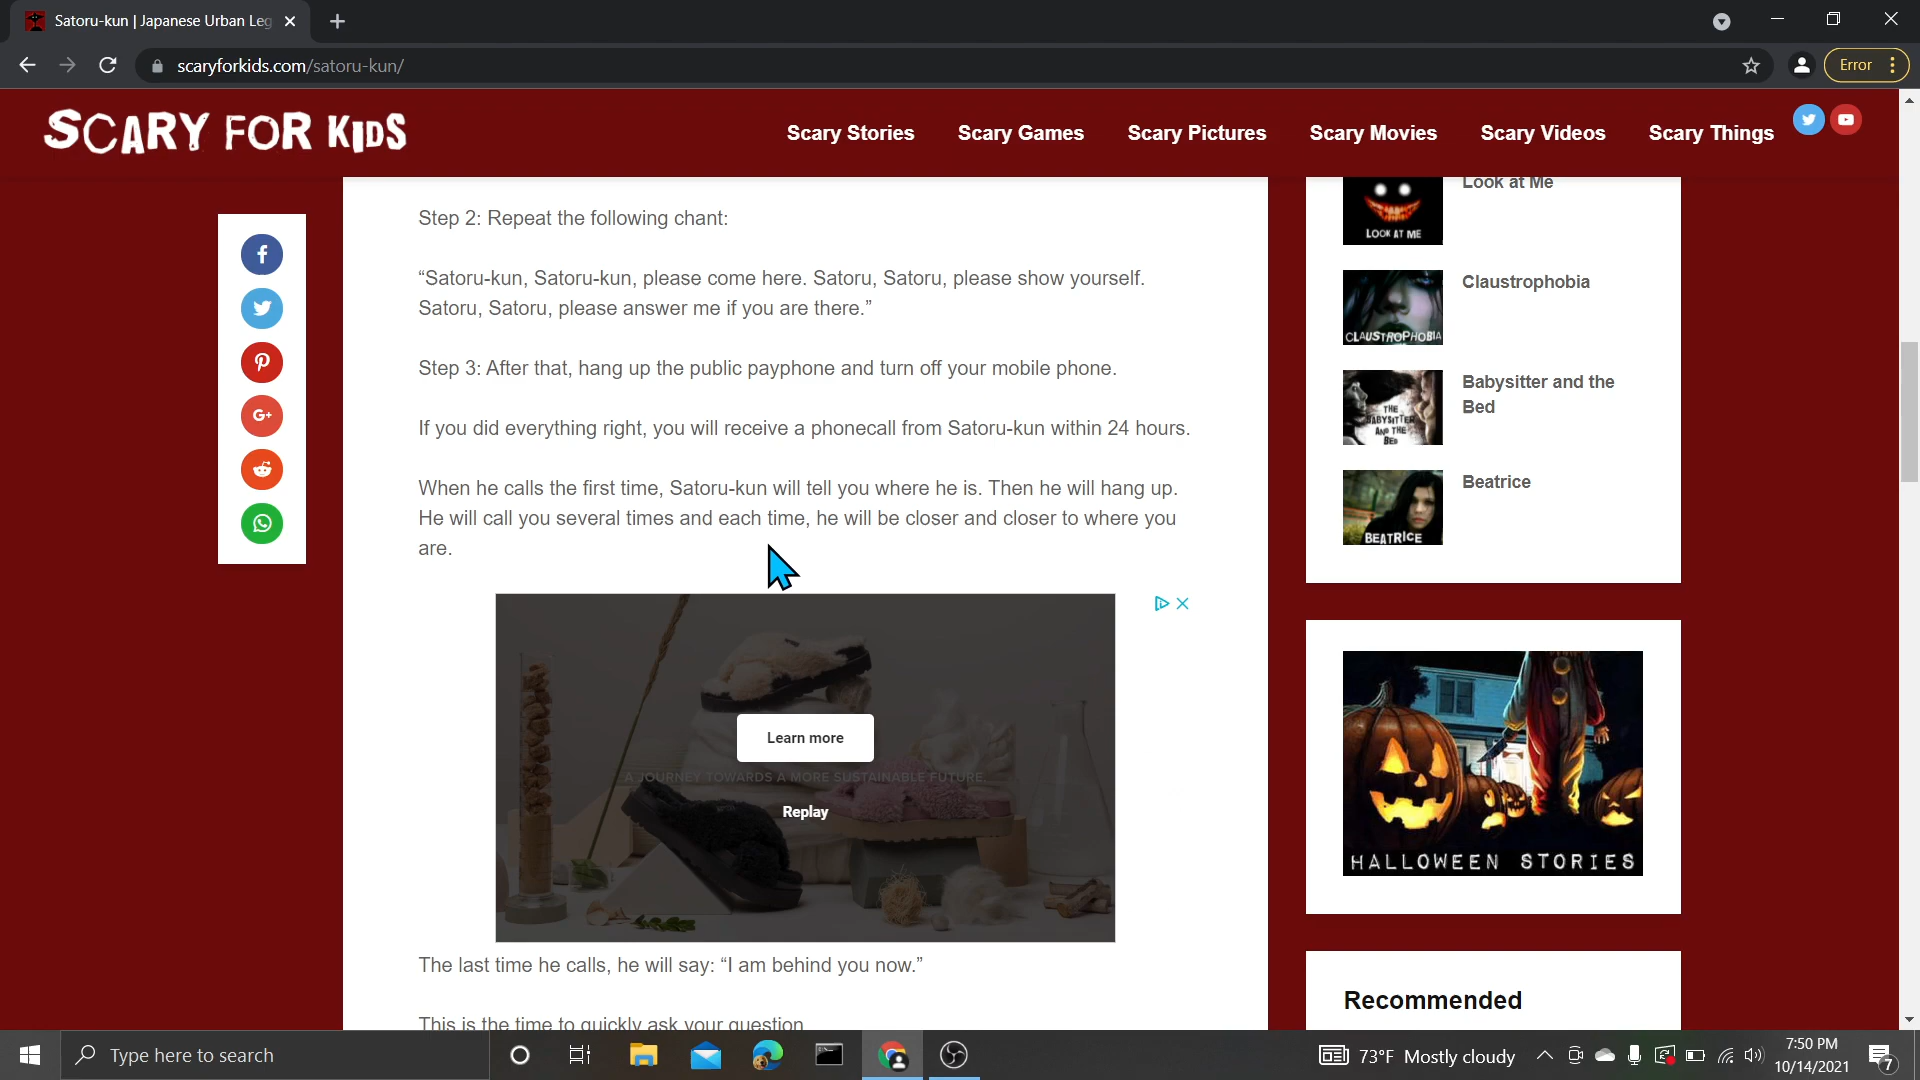 Satoru-kun | Japanese Urban Leg
scaryforkids.com/satoru-kun/
Error
SCARY FOR KIDS
Scary Stories
Scary Games
Scary Pictures
Scary Movies
Scary Videos
Scary Things
Step 2: Repeat the following chant:
“Satoru-kun, Satoru-kun, please come here. Satoru, Satoru, please show yourself.
Satoru, Satoru, please answer me if you are there.”
Step 3: After that, hang up the public payphone and turn off your mobile phone.
If you did everything right, you will receive a phonecall from Satoru-kun within 24 hours.
When he calls the first time, Satoru-kun will tell you where he is. Then he will hang up.
He will call you several times and each time, he will be closer and closer to where you
are.
Learn more
A JOURNEY TOWARDS A MORE SUSTAINABLE FUTURE.
Replay
The last time he calls, he will say: “I am behind you now.”
This is the time to quickly ask your question
LOOK AT ME
Look at Me
CLAUSTROPHOBIA
Claustrophobia
THE
BABYSITTER
AND THE
BED
Babysitter and the
Bed
BEATRICE
Beatrice
HALLOWEEN STORIES
Recommended
Type here to search
73°F Mostly cloudy
7:50 PM
10/14/2021
7